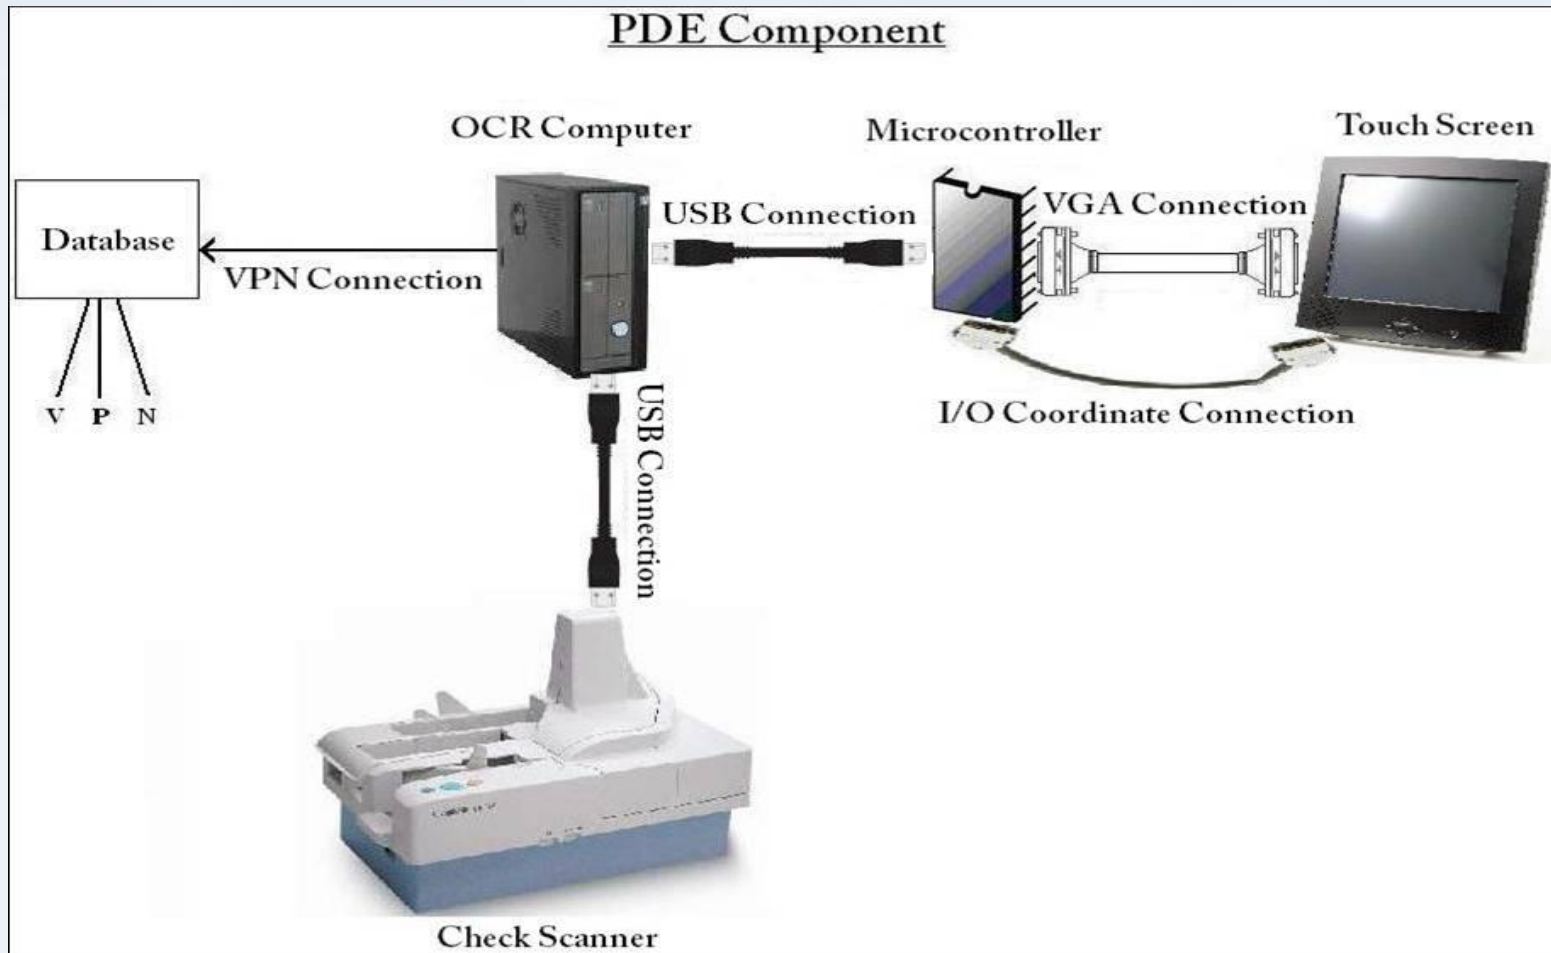 PDE Component
OCR Computer
Microcontroller
Touch Screen
Database
VPN Connection
USB Connection
VGA Connection
V P N
I/O Coordinate Connection
USB Connection
Check Scanner